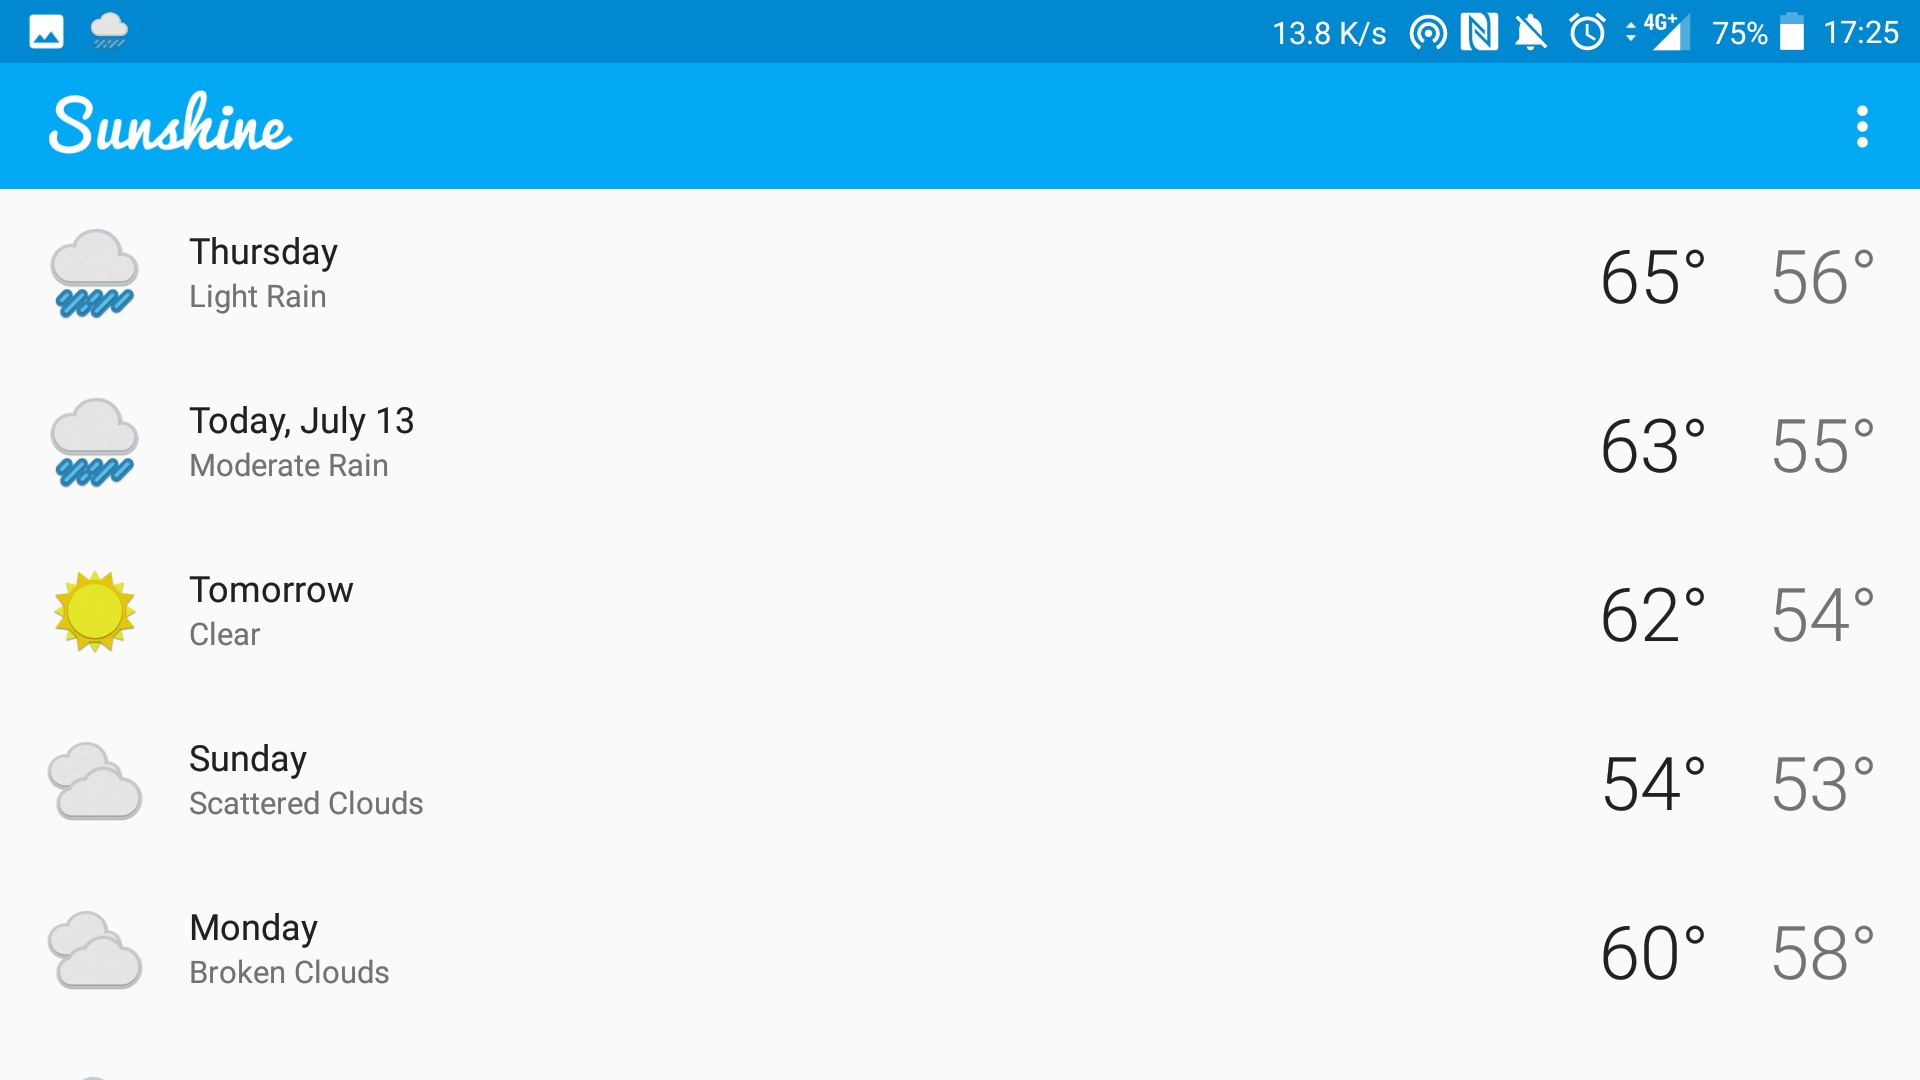 13.8 K/s 4G+ 75% 17:25
Sunshine
Thursday
Light Rain
65° 56°
Today, July 13
Moderate Rain
63° 55°
Tomorrow
Clear
62° 54°
Sunday
Scattered Clouds
54° 53°
Monday
Broken Clouds
60° 58°